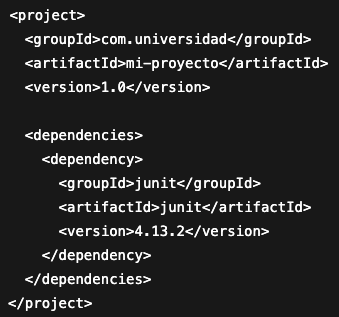 <project>
<groupId>com.universidad</groupId>
<artifactId>mi-proyecto</artifactId>
<version>1.0</version>
<dependencies>
<dependency>
<groupId>junit</groupId>
<artifactId>junit</artifactId>
<version>4.13.2</version>
</dependency>
</dependencies>
</project>